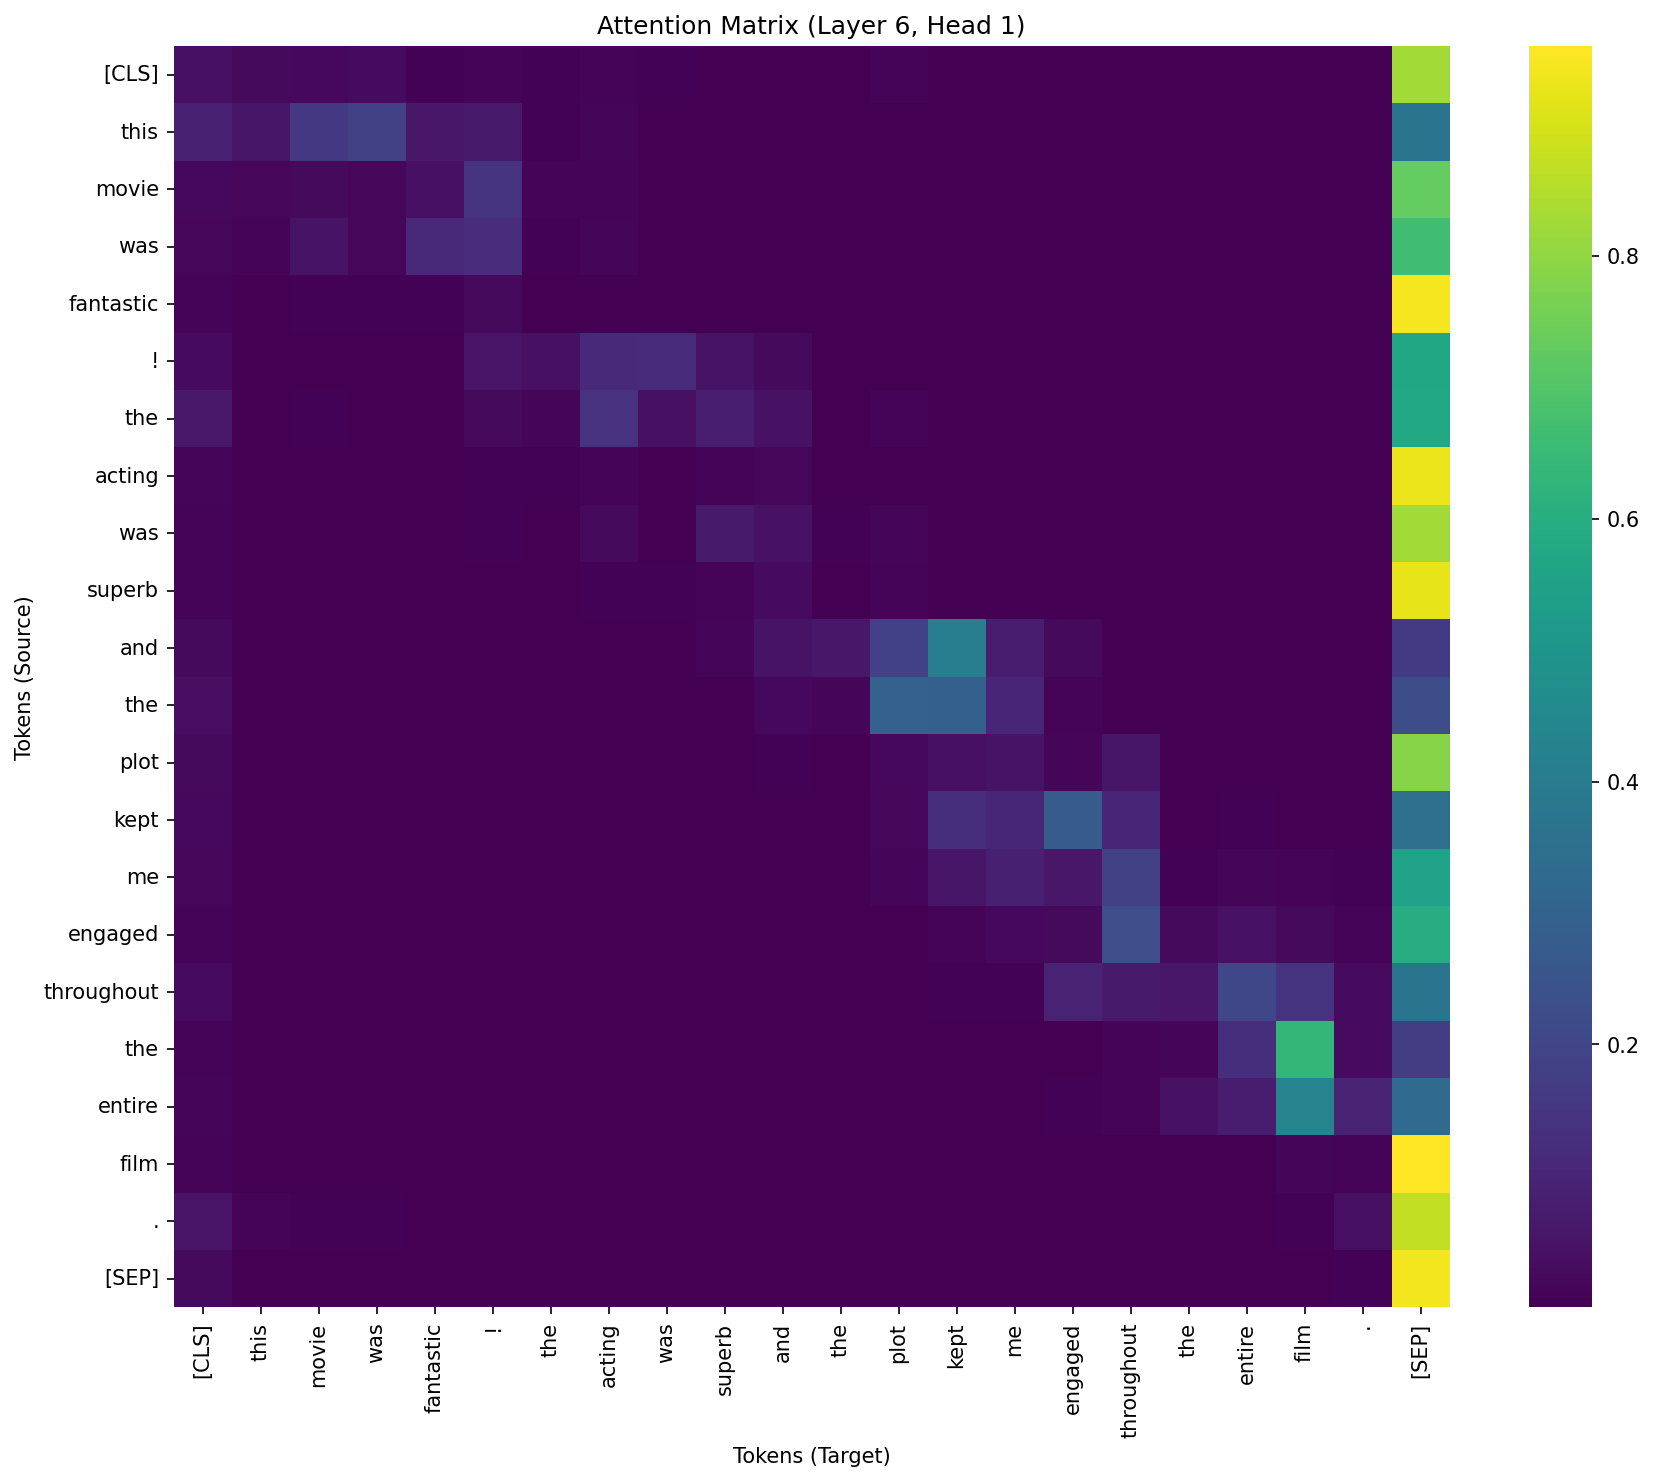 Attention Matrix (Layer 6, Head 1)
[CLS]
this
movie
was
fantastic
!
the
acting
was
superb
and
the
plot
kept
me
engaged
throughout
the
entire
film
.
[SEP]
Tokens (Source)
[CLS]
this
movie
was
fantastic
!
the
acting
was
superb
and
the
plot
kept
me
engaged
throughout
the
entire
film
.
[SEP]
Tokens (Target)
0.8
0.6
0.4
0.2